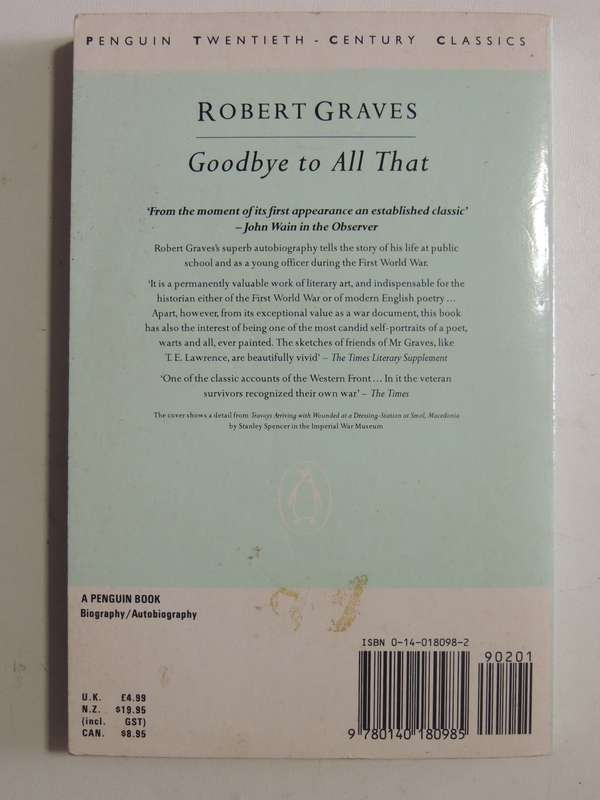 PENGUIN TWENTIETH-CENTURY CLASSICS
ROBERT GRAVES
Goodbye to All That
'From the moment of its first appearance an established classic'
– John Wain in the Observer
Robert Graves's superb autobiography tells the story of his life at public
school and as a young officer during the First World War.
'It is a permanently valuable work of literary art, and indispensable for the
historian either of the First World War or of modern English poetry ...
Apart, however, from its exceptional value as a war document, this book
has also the interest of being one of the most candid self-portraits of a poet,
warts and all, ever painted. The sketches of friends of Mr Graves, like
T. E. Lawrence, are beautifully vivid' – The Times Literary Supplement
'One of the classic accounts of the Western Front ... In it the veteran
survivors recognized their own war' – The Times
The cover shows a detail from Travoys Arriving with Wounded at a Dressing-Station at Smol, Macedonia
by Stanley Spencer in the Imperial War Museum
A PENGUIN BOOK
Biography/Autobiography
ISBN 0-14-018098-2
90201
9 780140 180985
U.K. £4.99
N.Z. $19.95
(incl. GST)
CAN. $8.95